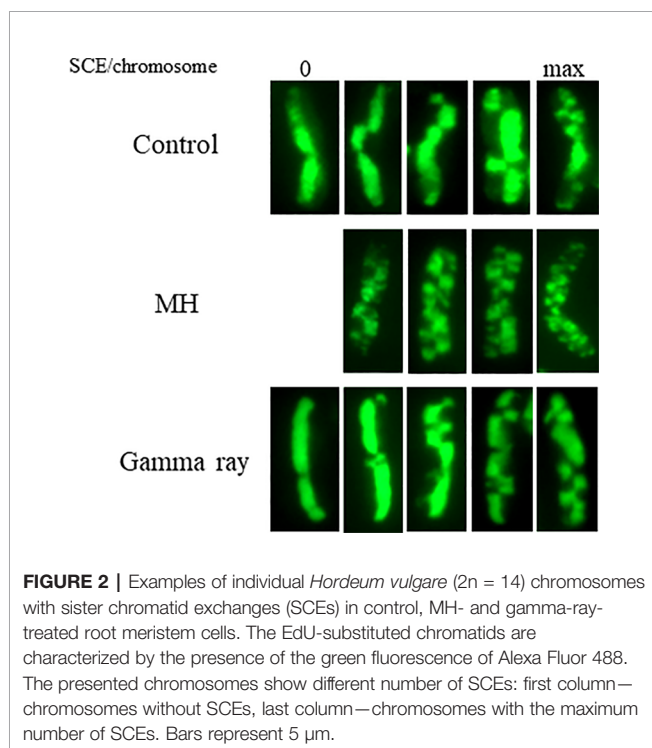 SCE/chromosome 0 max
Control
MH
Gamma ray
FIGURE 2 | Examples of individual Hordeum vulgare (2n = 14) chromosomes
with sister chromatid exchanges (SCEs) in control, MH- and gamma-ray-
treated root meristem cells. The EdU-substituted chromatids are
characterized by the presence of the green fluorescence of Alexa Fluor 488.
The presented chromosomes show different number of SCEs: first column—
chromosomes without SCEs, last column—chromosomes with the maximum
number of SCEs. Bars represent 5 μm.